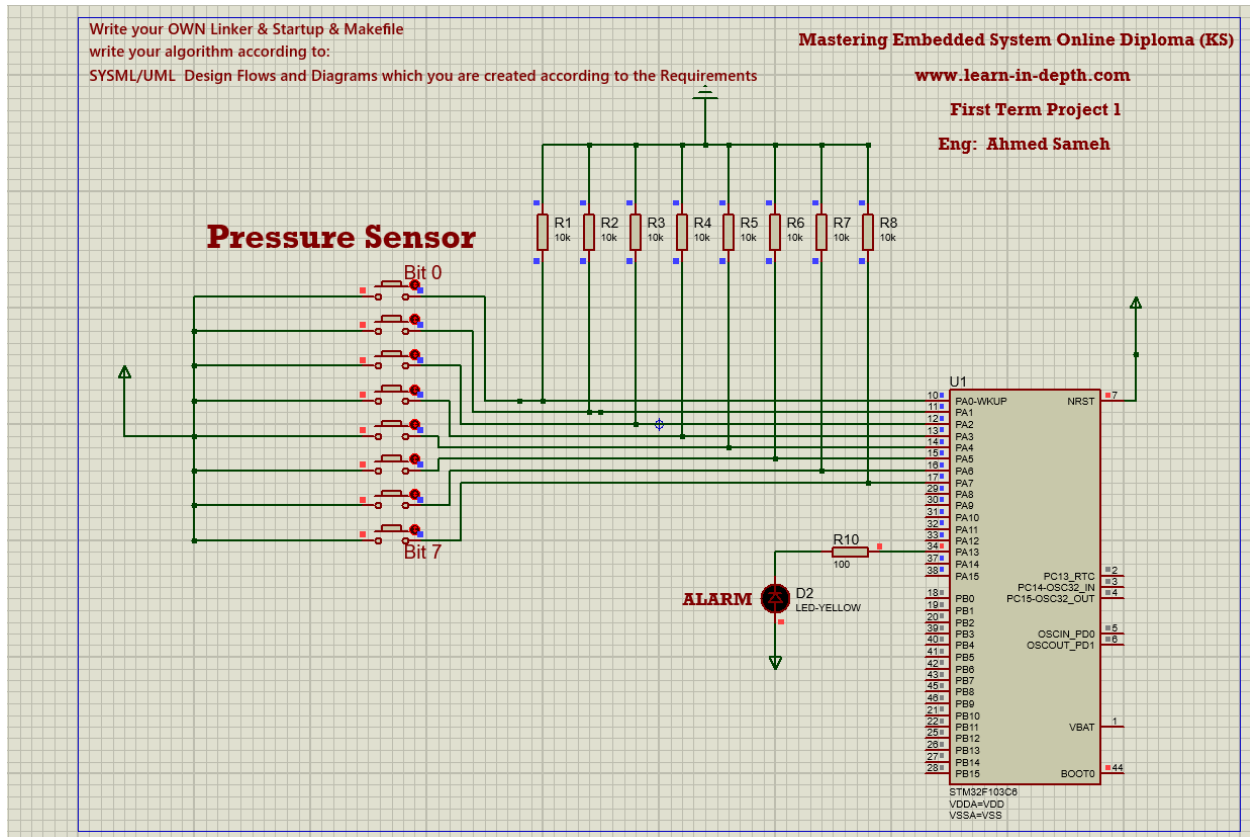 Write your OWN Linker & Startup & Makefile
write your algorithm according to:
SYSML/UML Design Flows and Diagrams which you are created according to the Requirements
Mastering Embedded System Online Diploma (KS)
www.learn-in-depth.com
First Term Project 1
Eng: Ahmed Sameh
R1
10k
R2
10k
R3
10k
R4
10k
R5
10k
R6
10k
R7
10k
R8
10k
Pressure Sensor
Bit 0
Bit 7
R10
100
ALARM
D2
LED-YELLOW
U1
10 PA0-WKUP
11 PA1
12 PA2
13 PA3
14 PA4
15 PA5
16 PA6
17 PA7
29 PA8
30 PA9
31 PA10
32 PA11
33 PA12
34 PA13
37 PA14
38 PA15
18 PB0
19 PB1
20 PB2
39 PB3
40 PB4
41 PB5
42 PB6
43 PB7
45 PB8
46 PB9
21 PB10
22 PB11
25 PB12
26 PB13
27 PB14
28 PB15
NRST 7
PC13_RTC 2
PC14-OSC32_IN 3
PC15-OSC32_OUT 4
OSCIN_PD0 5
OSCOUT_PD1 6
VBAT 1
BOOT0 44
STM32F103C6
VDDA=VDD
VSSA=VSS